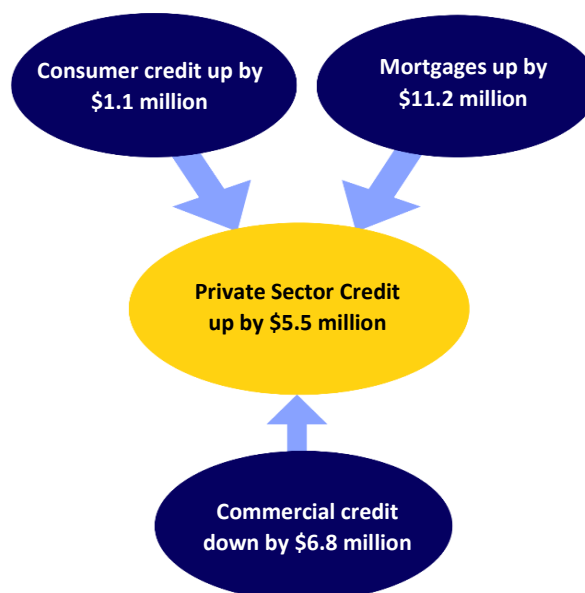 Consumer credit up by
$1.1 million
Mortgages up by
$11.2 million
Private Sector Credit
up by $5.5 million
Commercial credit
down by $6.8 million